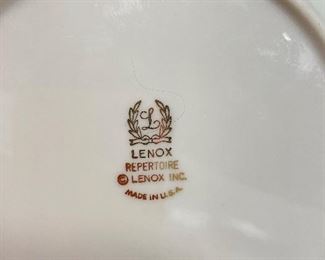 L
LENOX
REPERTOIRE
© LENOX INC.
MADE IN U.S.A.